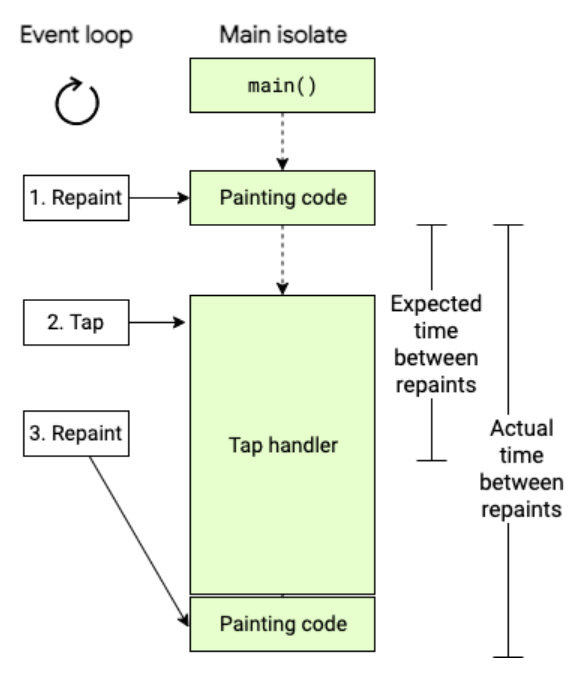 Event loop
Main isolate
main()
1. Repaint
Painting code
2. Tap
Expected
time
between
repaints
3. Repaint
Tap handler
Actual
time
between
repaints
Painting code